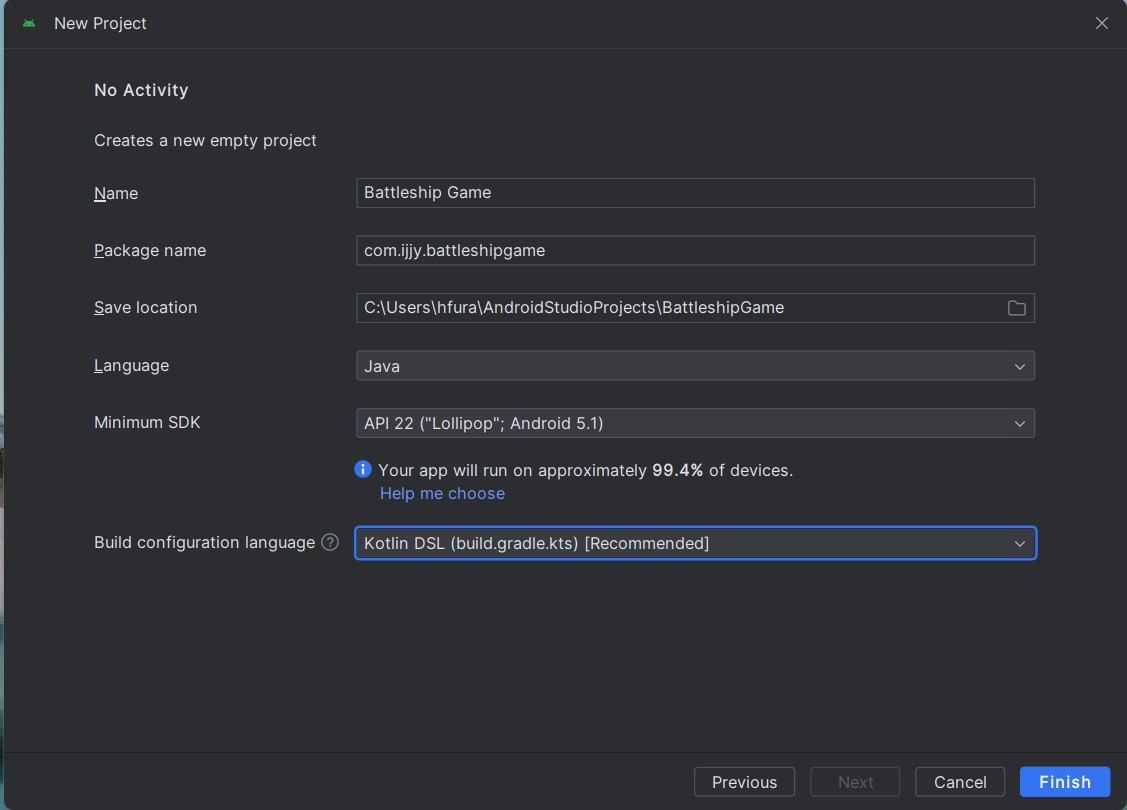 New Project
No Activity
Creates a new empty project
Name
Battleship Game
Package name
com.ijjy.battleshipgame
Save location
C:\Users\hfura\AndroidStudioProjects\BattleshipGame
Language
Java
Minimum SDK
API 22 ("Lollipop"; Android 5.1)
Your app will run on approximately 99.4% of devices.
Help me choose
Build configuration language ?
Kotlin DSL (build.gradle.kts) [Recommended]
Previous
Next
Cancel
Finish